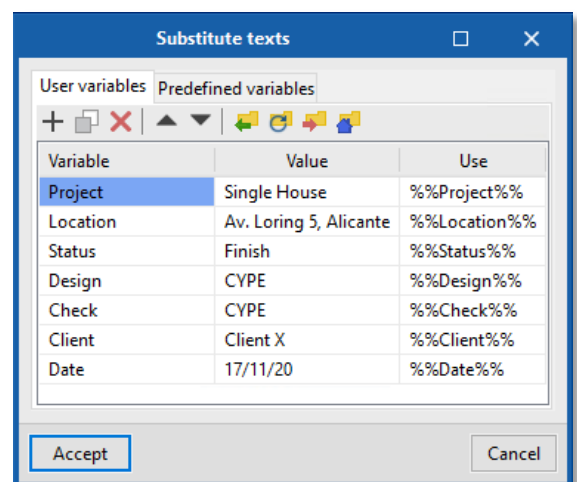 Substitute texts
User variables Predefined variables
Variable Value Use
Project Single House %%Project%%
Location Av. Loring 5, Alicante %%Location%%
Status Finish %%Status%%
Design CYPE %%Design%%
Check CYPE %%Check%%
Client Client X %%Client%%
Date 17/11/20 %%Date%%
Accept Cancel